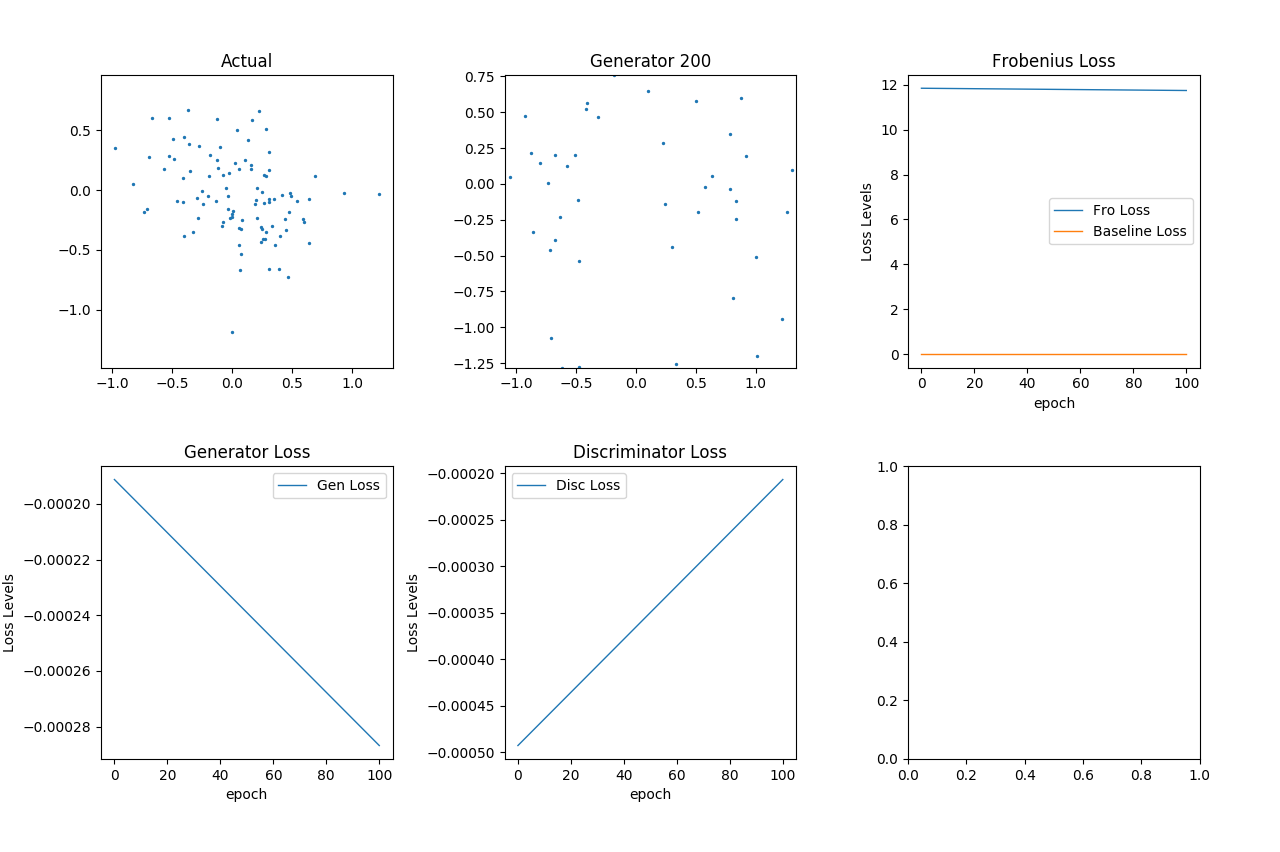 Actual
0.5
0.0
−0.5
−1.0
−1.0 −0.5 0.0 0.5 1.0
Generator 200
0.75
0.50
0.25
0.00
−0.25
−0.50
−0.75
−1.00
−1.25
−1.0 −0.5 0.0 0.5 1.0
Frobenius Loss
Loss Levels
12
10
8
6
4
2
0
Fro Loss
Baseline Loss
0 20 40 60 80 100
epoch
Generator Loss
Loss Levels
−0.00020
−0.00022
−0.00024
−0.00026
−0.00028
Gen Loss
0 20 40 60 80 100
epoch
Discriminator Loss
Loss Levels
−0.00020
−0.00025
−0.00030
−0.00035
−0.00040
−0.00045
−0.00050
Disc Loss
0 20 40 60 80 100
epoch
1.0
0.8
0.6
0.4
0.2
0.0
0.0 0.2 0.4 0.6 0.8 1.0